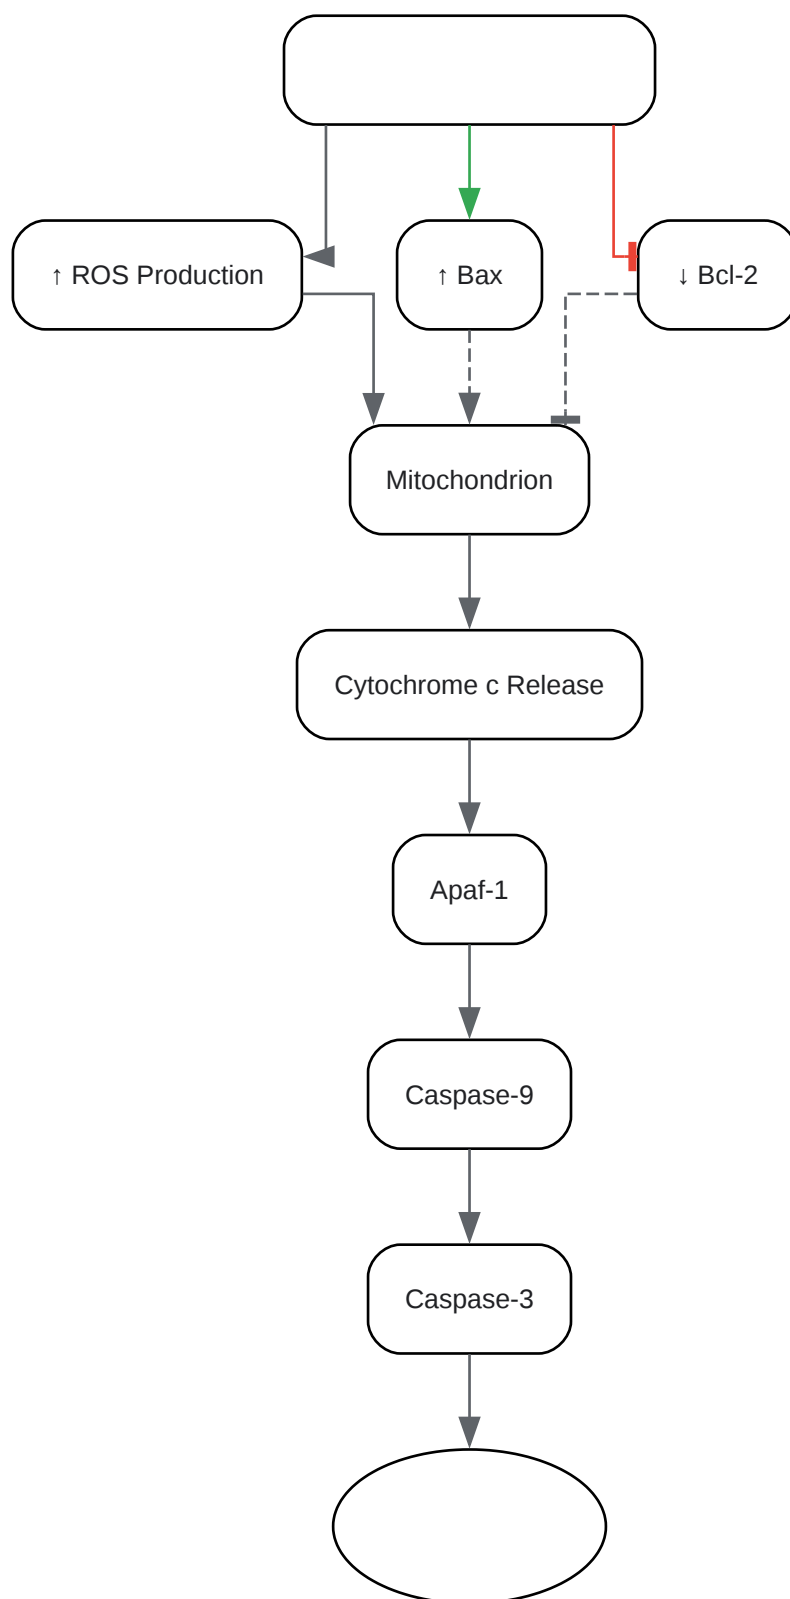 ↑ ROS Production
↑ Bax
↓ Bcl-2
Mitochondrion
Cytochrome c Release
Apaf-1
Caspase-9
Caspase-3